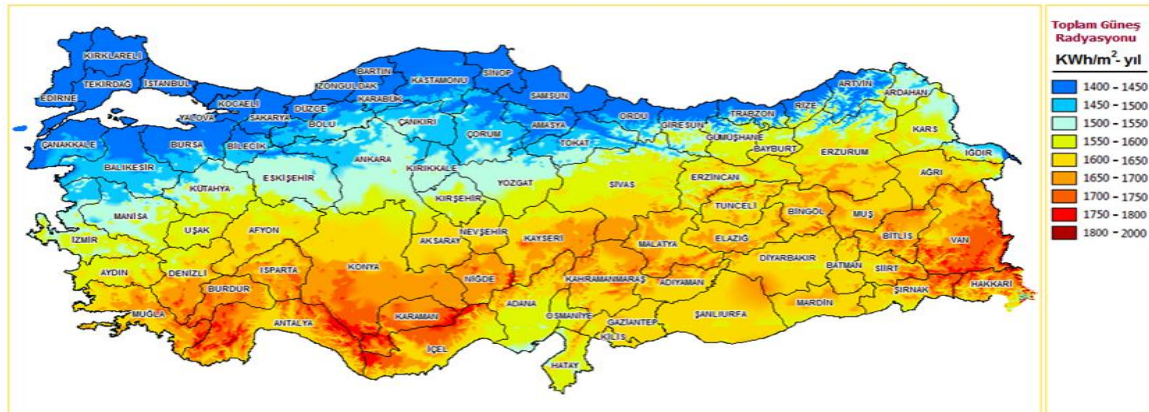 KIRKLARELİ
EDİRNE
TEKİRDAĞ
İSTANBUL
KOCAELİ
YALOVA
SAKARYA
DÜZCE
BOLU
ZONGULDAK
BARTIN
KARABÜK
KASTAMONU
SİNOP
SAMSUN
ORDU
GİRESUN
TRABZON
RİZE
ARTVİN
ARDAHAN
ÇANAKKALE
BALIKESİR
BURSA
BİLECİK
ÇANKIRI
ÇORUM
AMASYA
TOKAT
GÜMÜŞHANE
BAYBURT
ERZURUM
KARS
IĞDIR
KÜTAHYA
ESKİŞEHİR
ANKARA
KIRIKKALE
YOZGAT
SİVAS
ERZİNCAN
AĞRI
MANİSA
İZMİR
UŞAK
AFYON
KIRŞEHİR
NEVŞEHİR
AKSARAY
KAYSERİ
MALATYA
TUNCELİ
ELAZIĞ
BİNGÖL
MUŞ
BİTLİS
VAN
AYDIN
DENİZLİ
ISPARTA
BURDUR
KONYA
NİĞDE
KAHRAMANMARAŞ
ADIYAMAN
DİYARBAKIR
BATMAN
SİİRT
ŞIRNAK
HAKKARİ
MUĞLA
ANTALYA
KARAMAN
İÇEL
ADANA
OSMANİYE
GAZİANTEP
KİLİS
ŞANLIURFA
MARDİN
HATAY
Toplam Güneş
Radyasyonu
KWh/m²- yıl
1400 - 1450
1450 - 1500
1500 - 1550
1550 - 1600
1600 - 1650
1650 - 1700
1700 - 1750
1750 - 1800
1800 - 2000